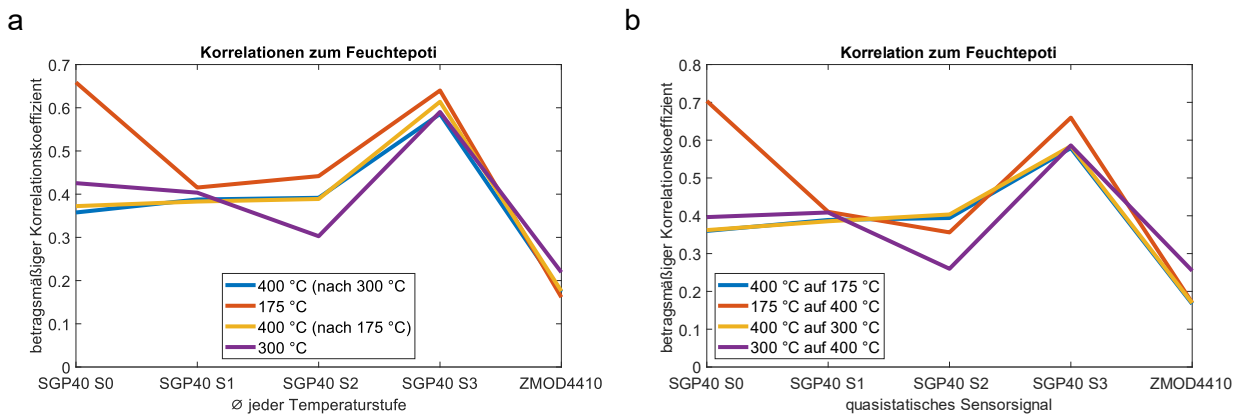 a
Korrelationen zum Feuchtepoti
betragsmäßiger Korrelationskoeffizient
0.7
0.6
0.5
0.4
0.3
0.2
0.1
0
400 °C (nach 300 °C
175 °C
400 °C (nach 175 °C)
300 °C
SGP40 S0 SGP40 S1 SGP40 S2 SGP40 S3 ZMOD4410
∅ jeder Temperaturstufe
b
Korrelation zum Feuchtepoti
betragsmäßiger Korrelationskoeffizient
0.8
0.7
0.6
0.5
0.4
0.3
0.2
0.1
0
400 °C auf 175 °C
175 °C auf 400 °C
400 °C auf 300 °C
300 °C auf 400 °C
SGP40 S0 SGP40 S1 SGP40 S2 SGP40 S3 ZMOD4410
quasistatisches Sensorsignal